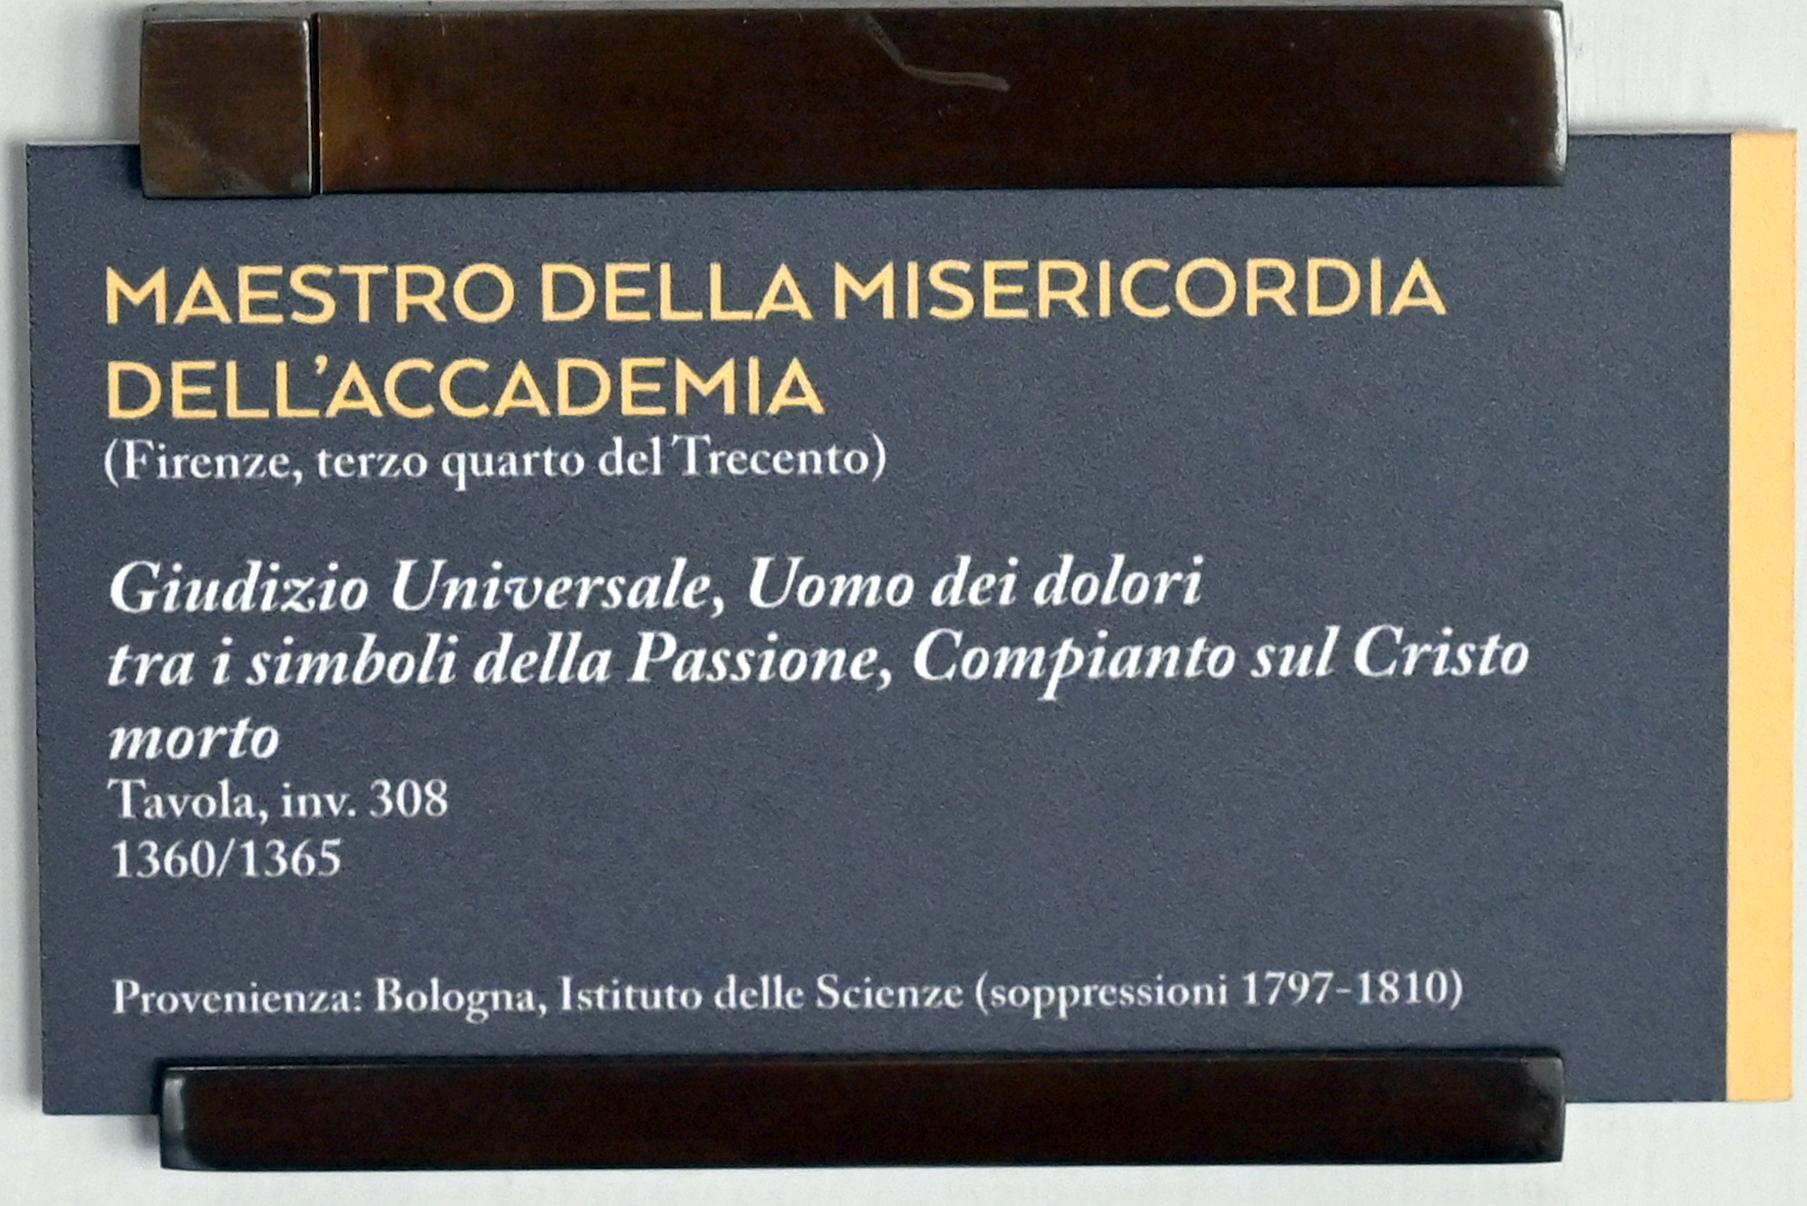 MAESTRO DELLA MISERICORDIA
DELL'ACCADEMIA
(Firenze, terzo quarto del Trecento)
Giudizio Universale, Uomo dei dolori
tra i simboli della Passione, Compianto sul Cristo
morto
Tavola, inv. 308
1360/1365
Provenienza: Bologna, Istituto delle Scienze (soppressioni 1797-1810)